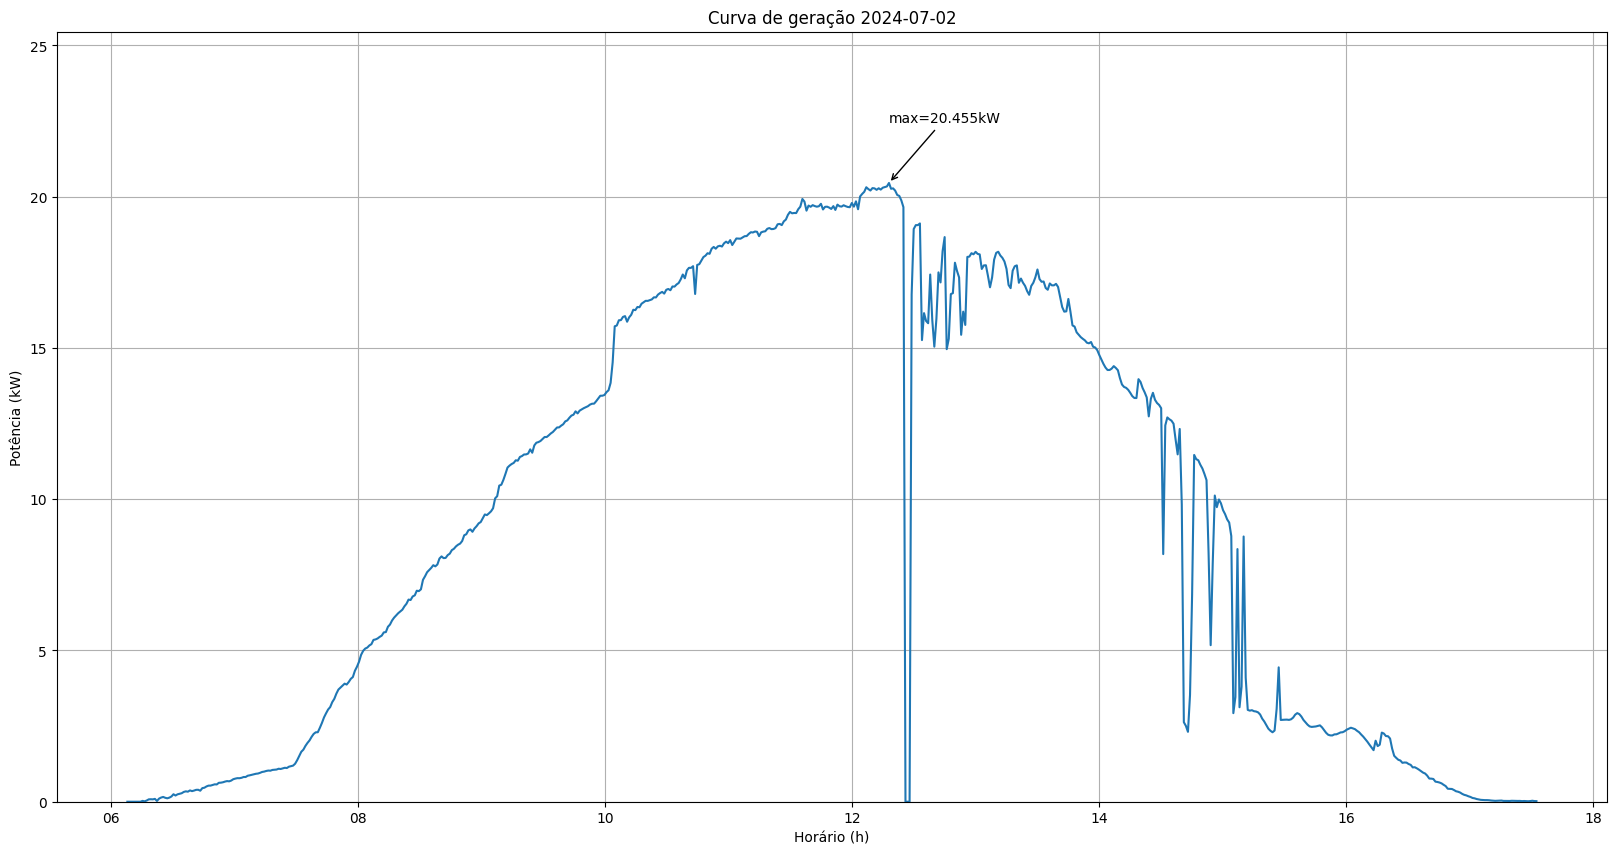 Curva de geração 2024-07-02
25
max=20.455kW
20
15
Potência (kW)
10
5
0
06 08 10 12 14 16 18
Horário (h)